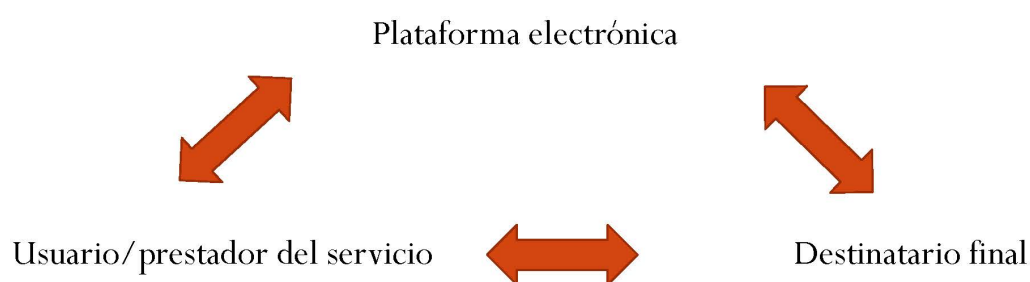 Plataforma electrónica
Usuario/prestador del servicio
Destinatario final